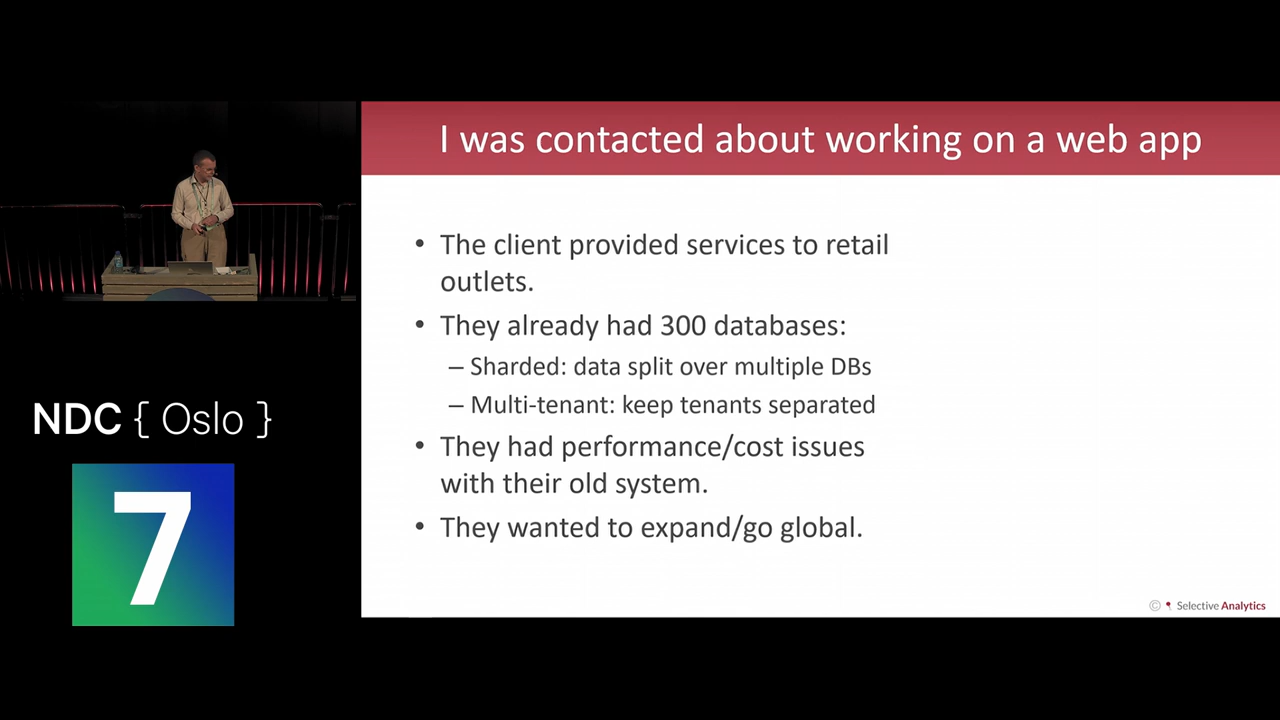 I was contacted about working on a web app
• The client provided services to retail
outlets.
• They already had 300 databases:
– Sharded: data split over multiple DBs
– Multi-tenant: keep tenants separated
• They had performance/cost issues
with their old system.
• They wanted to expand/go global.
© Selective Analytics
NDC { Oslo }
7